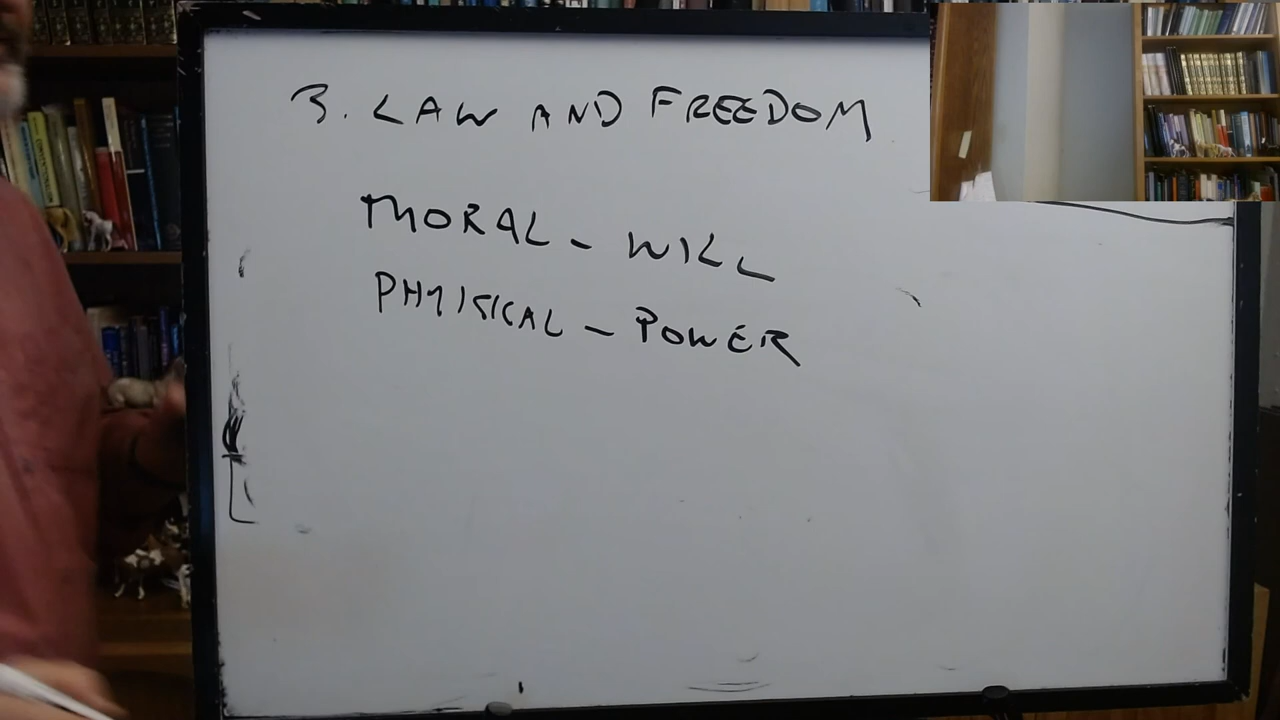 3. LAW AND FREEDOM
MORAL - WILL
PHYSICAL - POWER